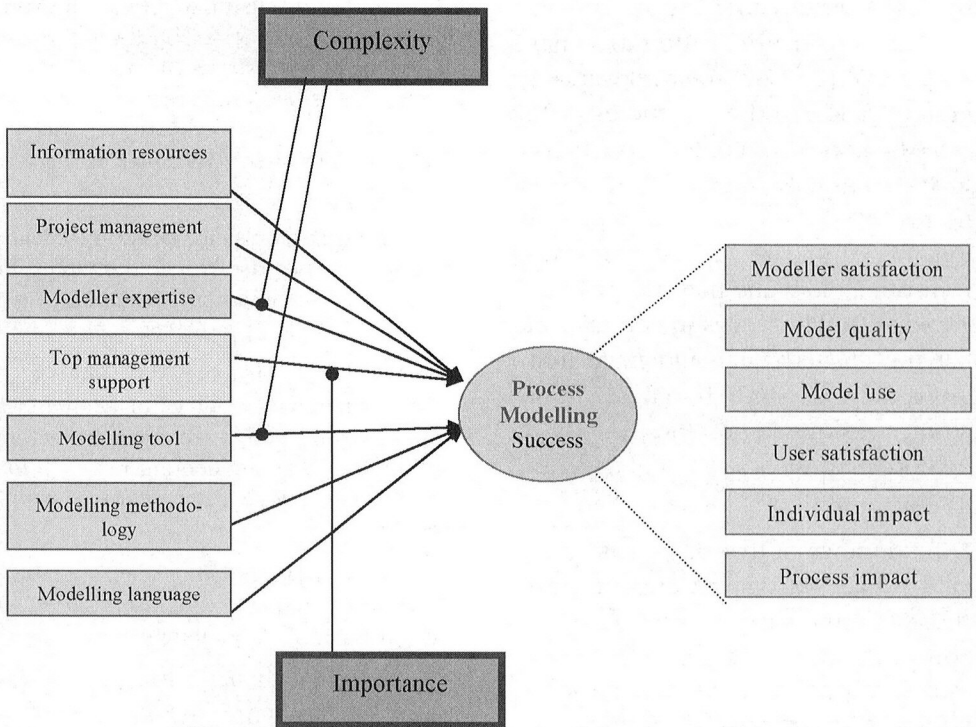 Complexity
Information resources
Project management
Modeller expertise
Top management
support
Modelling tool
Modelling methodo-
logy
Modelling language
Process
Modelling
Success
Modeller satisfaction
Model quality
Model use
User satisfaction
Individual impact
Process impact
Importance